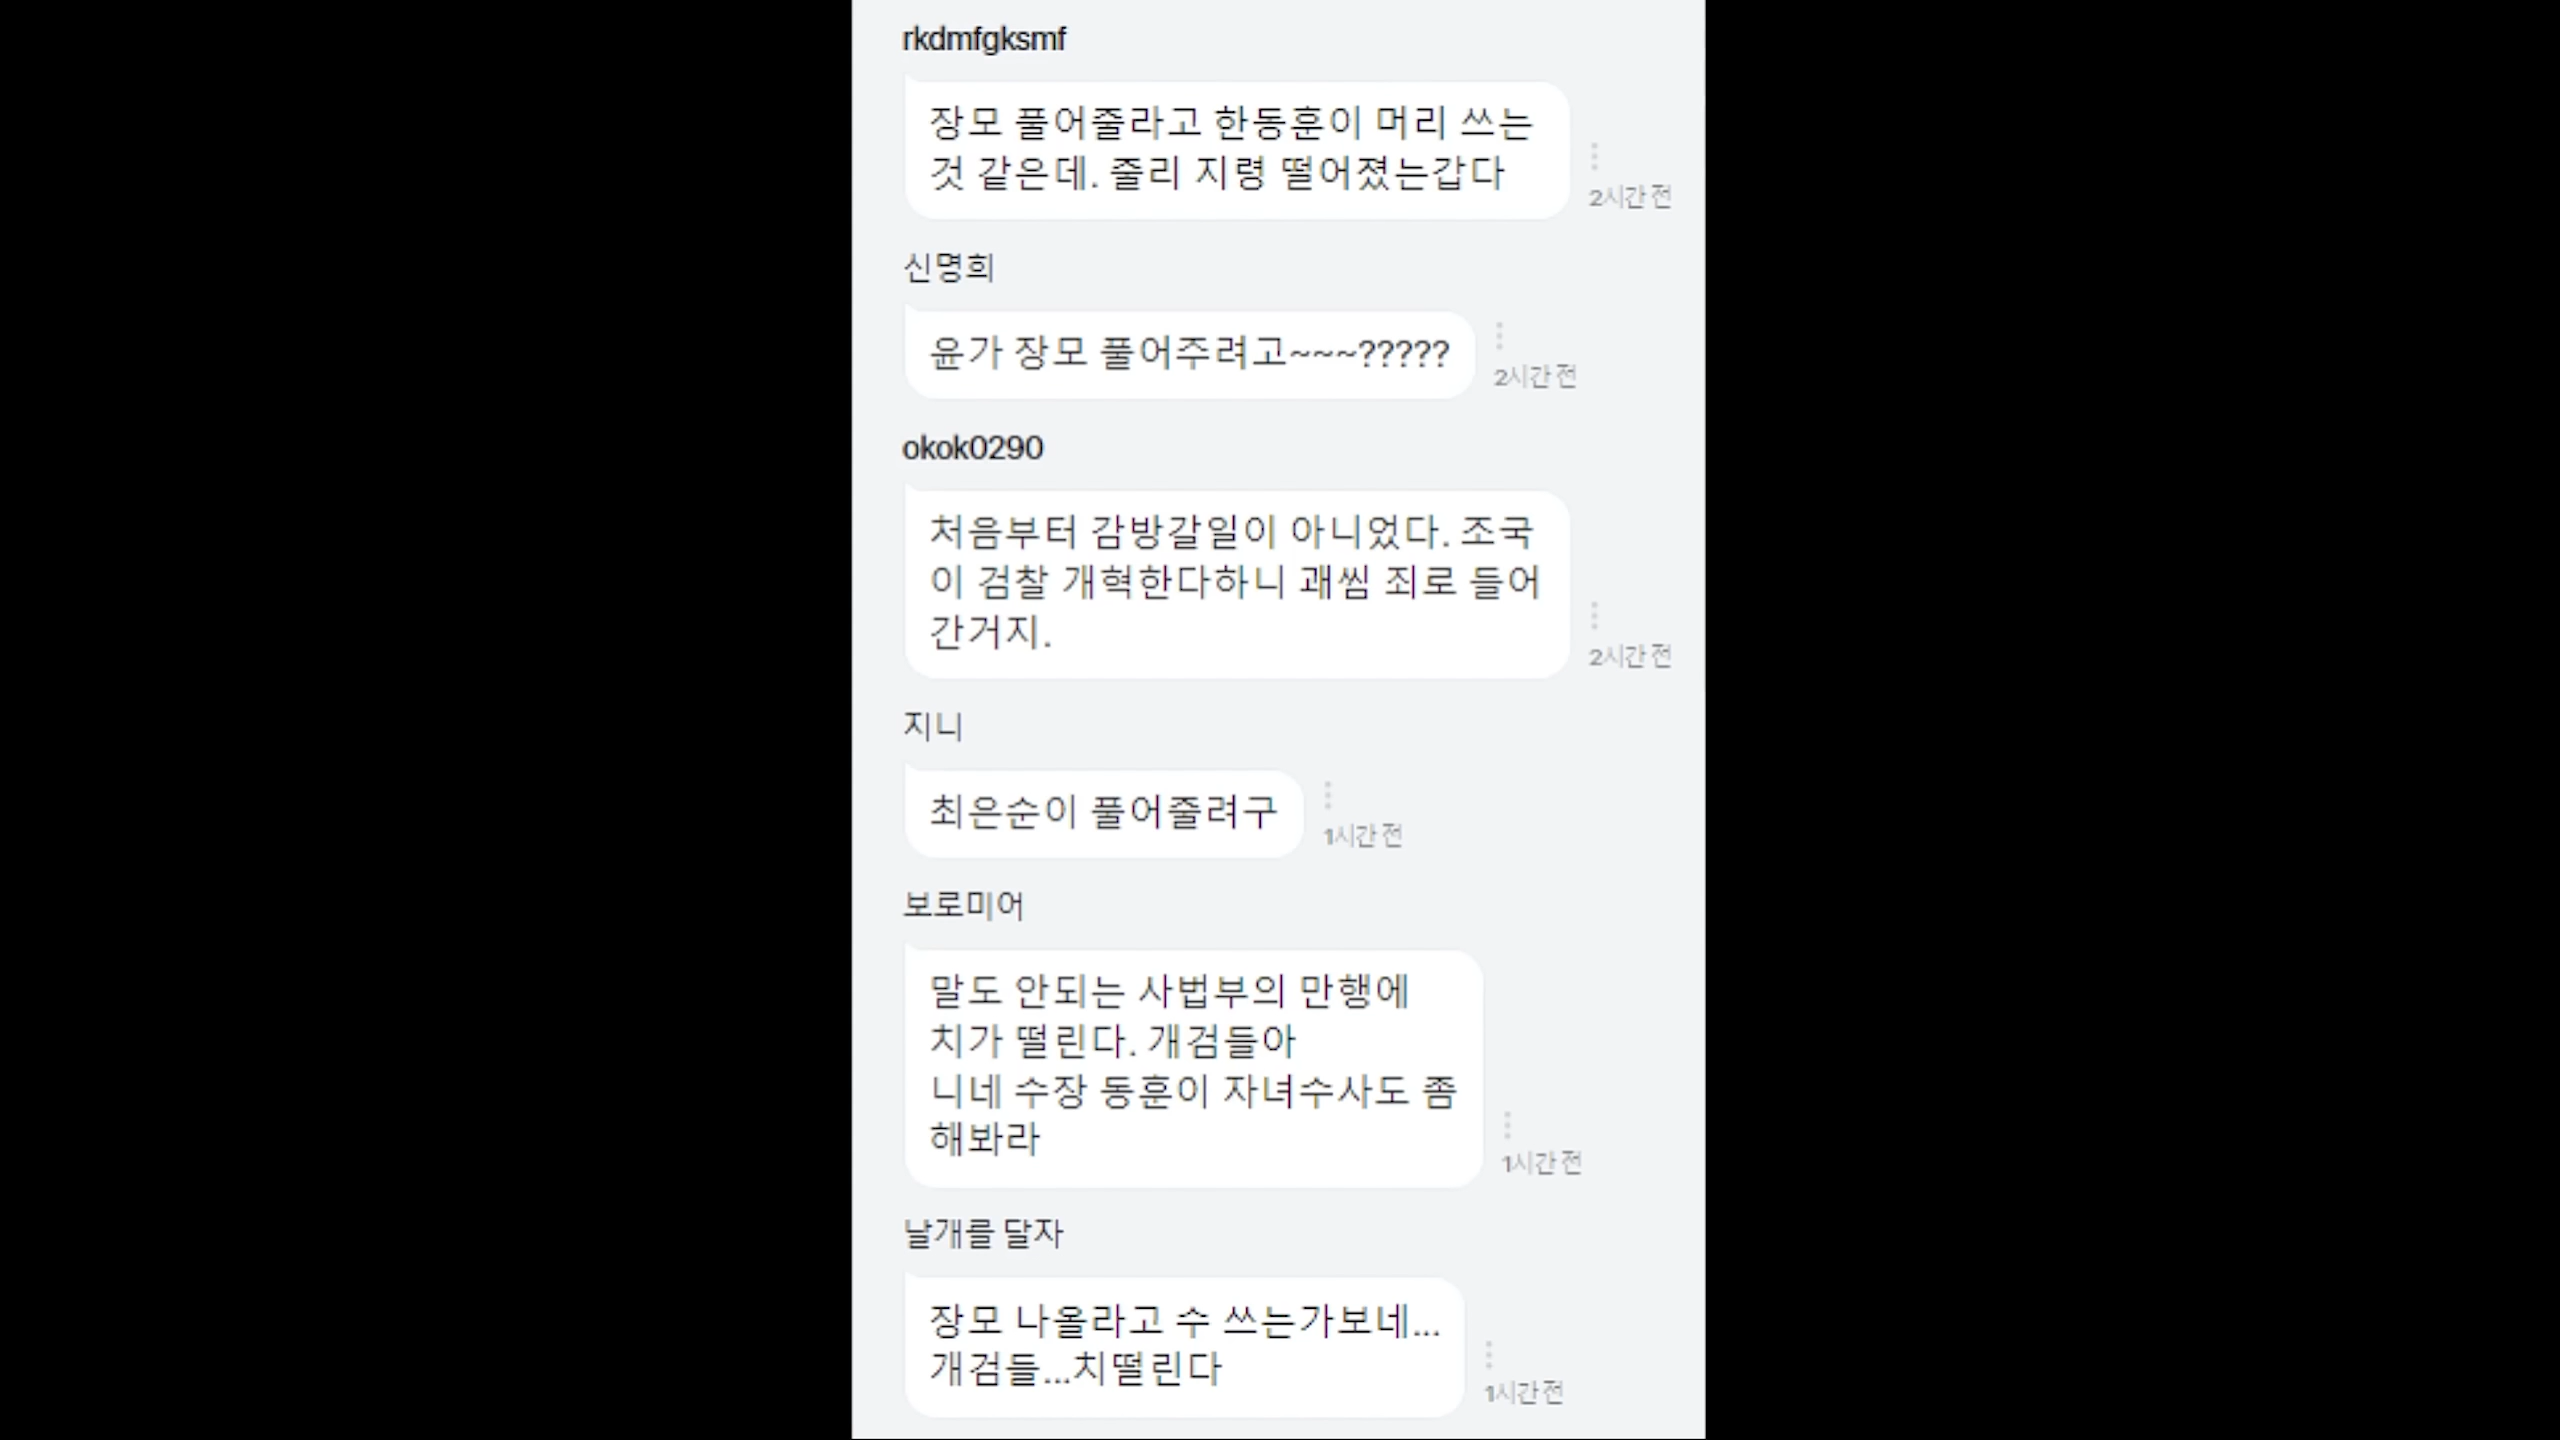 rkdmfgksmf
장모 풀어줄라고 한동훈이 머리 쓰는
것 같은데. 줄리 지령 떨어졌는갑다
2시간 전
신명희
윤가 장모 풀어주려고~~~?????
2시간 전
okok0290
처음부터 감방갈일이 아니었다. 조국
이 검찰 개혁한다하니 괘씸 죄로 들어
간거지.
2시간 전
지니
최은순이 풀어줄려구
1시간 전
보로미어
말도 안되는 사법부의 만행에
치가 떨린다. 개검들아
니네 수장 동훈이 자녀수사도 좀
해봐라
1시간 전
날개를 달자
장모 나올라고 수 쓰는가보네...
개검들...치떨린다
1시간 전